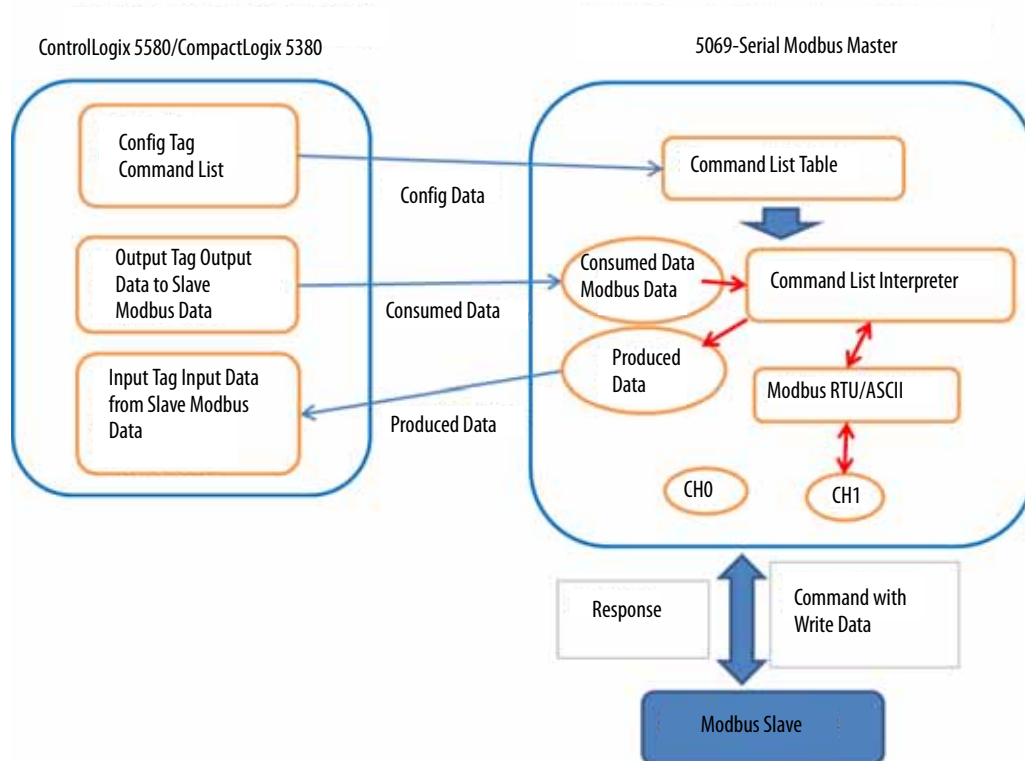 ControlLogix 5580/CompactLogix 5380
5069-Serial Modbus Master
Config Tag
Command List
Config Data
Command List Table
Output Tag Output
Data to Slave
Modbus Data
Consumed Data
Consumed Data
Modbus Data
Command List Interpreter
Input Tag Input Data
from Slave Modbus
Data
Produced Data
Produced
Data
Modbus RTU/ASCII
CH0
CH1
Response
Command with
Write Data
Modbus Slave